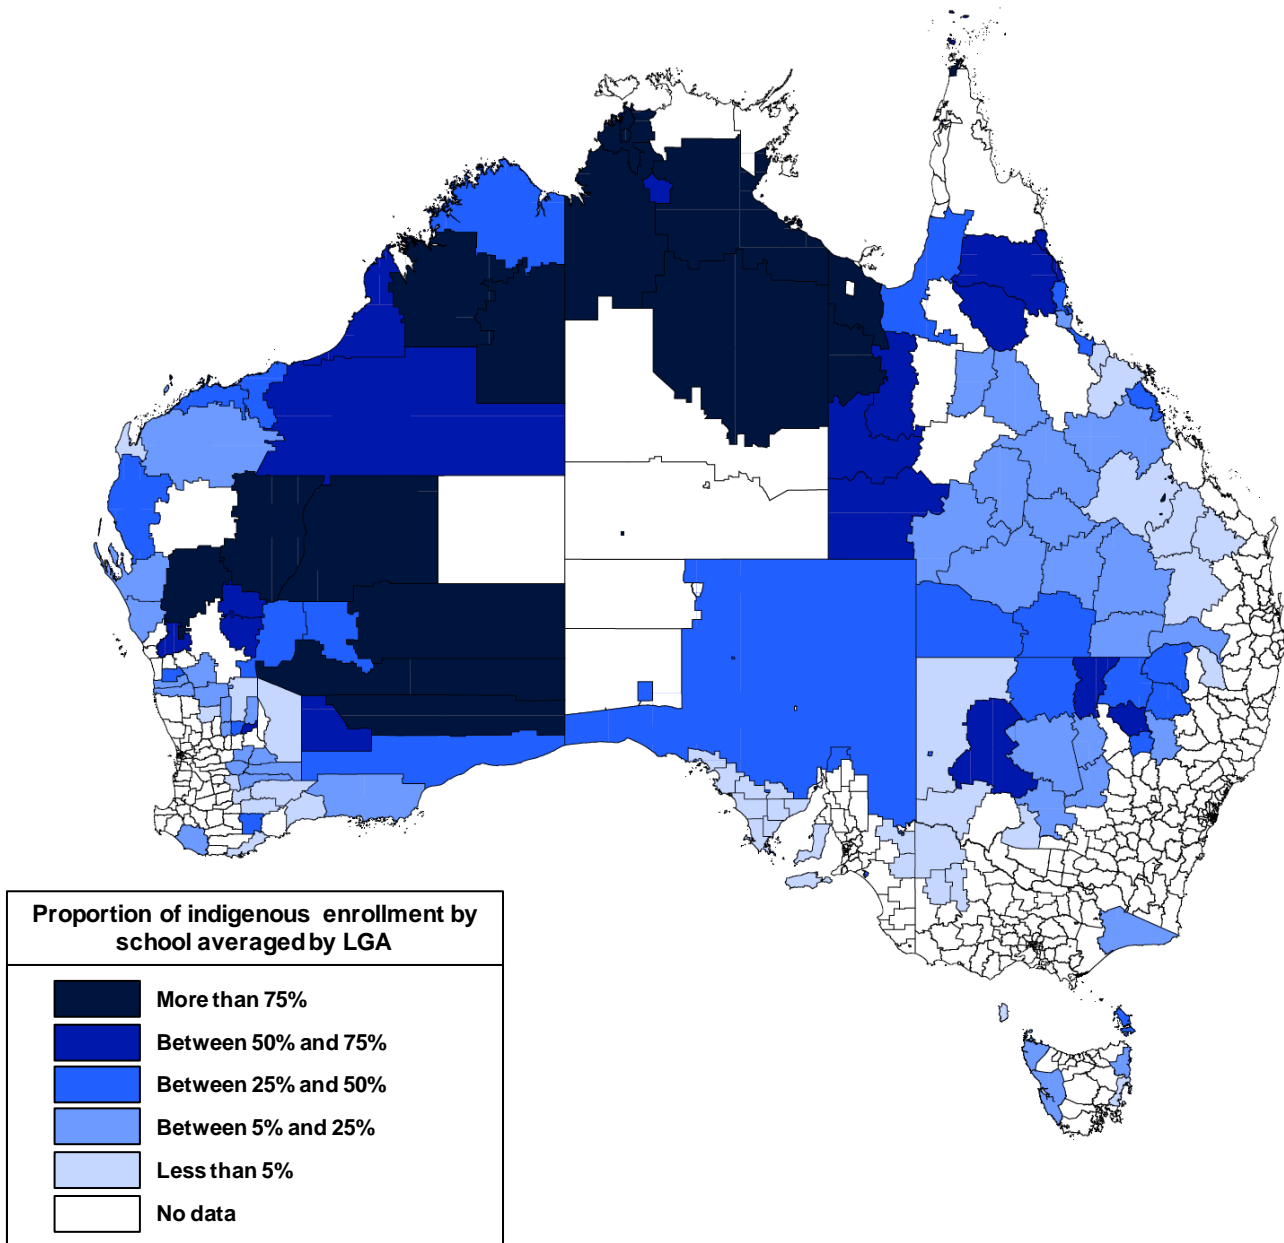 Proportion of indigenous enrollment by
school averaged by LGA
More than 75%
Between 50% and 75%
Between 25% and 50%
Between 5% and 25%
Less than 5%
No data